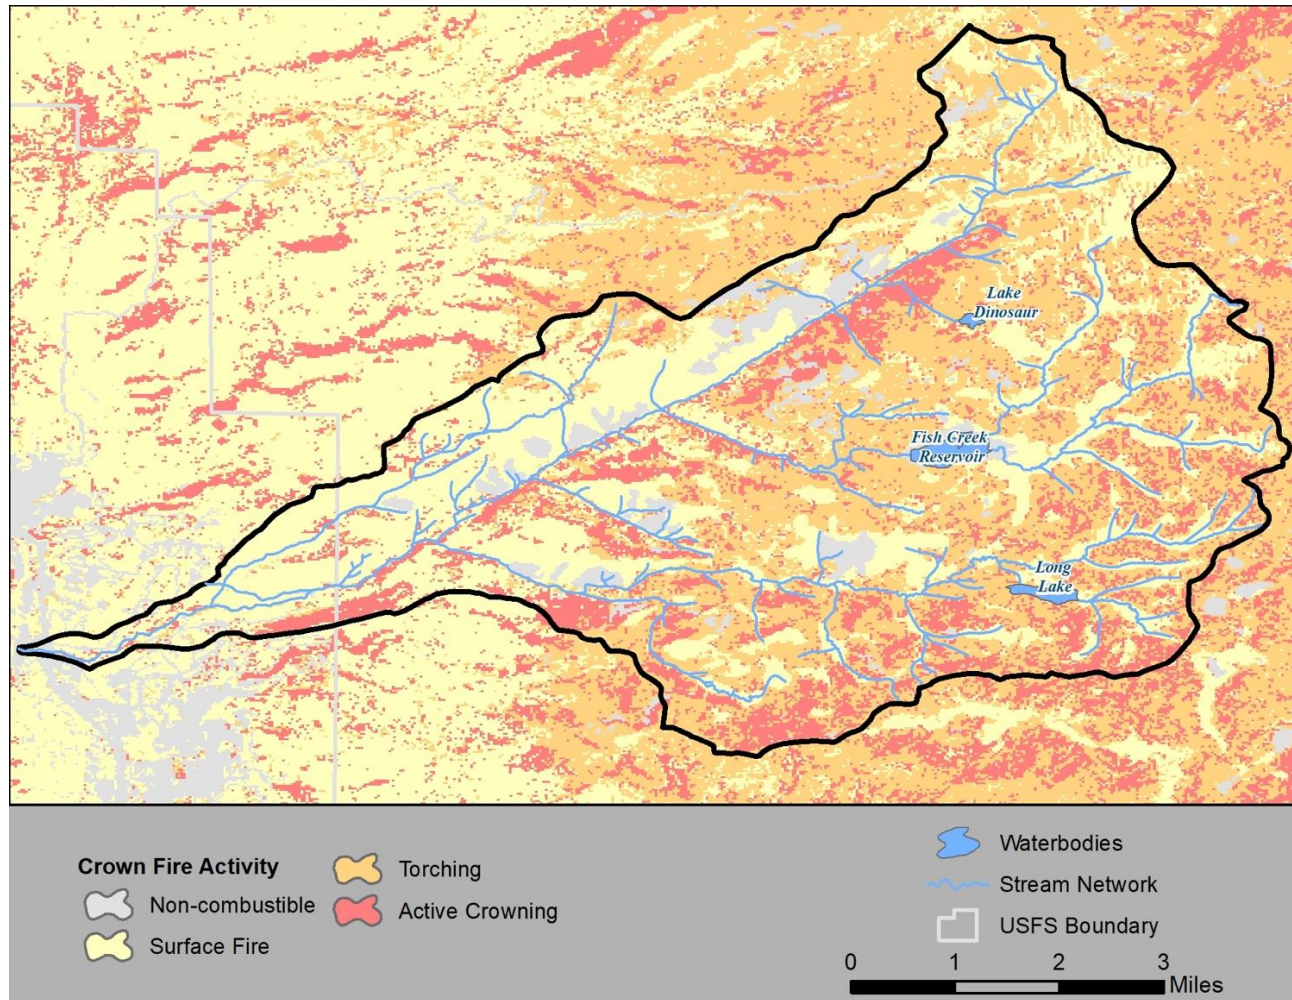 Lake
Dinosaur
Fish Creek
Reservoir
Long
Lake
Crown Fire Activity
Non-combustible
Surface Fire
Torching
Active Crowning
Waterbodies
Stream Network
USFS Boundary
0 1 2 3
Miles